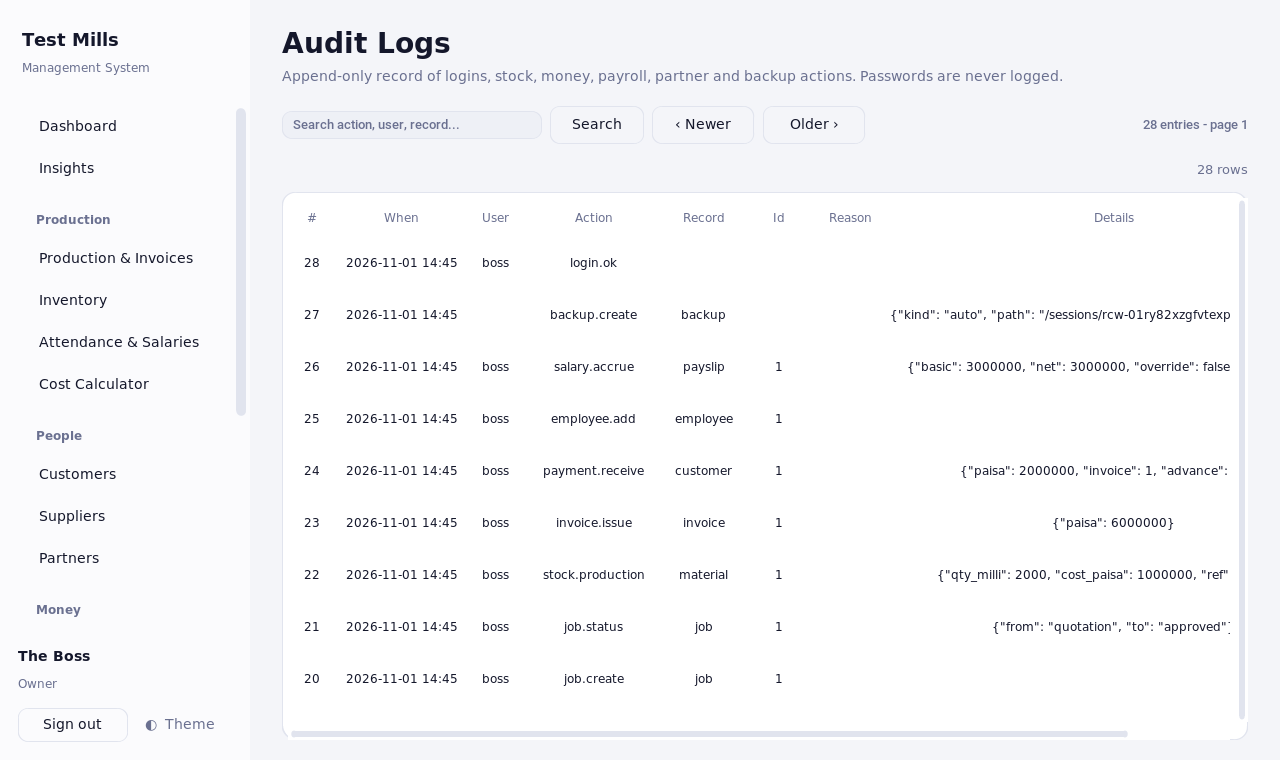 Test Mills
Management System
Dashboard
Insights
Production
Production & Invoices
Inventory
Attendance & Salaries
Cost Calculator
People
Customers
Suppliers
Partners
Money
The Boss
Owner
Sign out
◐ Theme
Audit Logs
Append-only record of logins, stock, money, payroll, partner and backup actions. Passwords are never logged.
Search action, user, record... Search ‹ Newer Older › 28 entries - page 1
28 rows
# When User Action Record Id Reason Details
28 2026-11-01 14:45 boss login.ok
27 2026-11-01 14:45 backup.create backup {"kind": "auto", "path": "/sessions/rcw-01ry82xzgfvtexp
26 2026-11-01 14:45 boss salary.accrue payslip 1 {"basic": 3000000, "net": 3000000, "override": false
25 2026-11-01 14:45 boss employee.add employee 1
24 2026-11-01 14:45 boss payment.receive customer 1 {"paisa": 2000000, "invoice": 1, "advance":
23 2026-11-01 14:45 boss invoice.issue invoice 1 {"paisa": 6000000}
22 2026-11-01 14:45 boss stock.production material 1 {"qty_milli": 2000, "cost_paisa": 1000000, "ref"
21 2026-11-01 14:45 boss job.status job 1 {"from": "quotation", "to": "approved"}
20 2026-11-01 14:45 boss job.create job 1